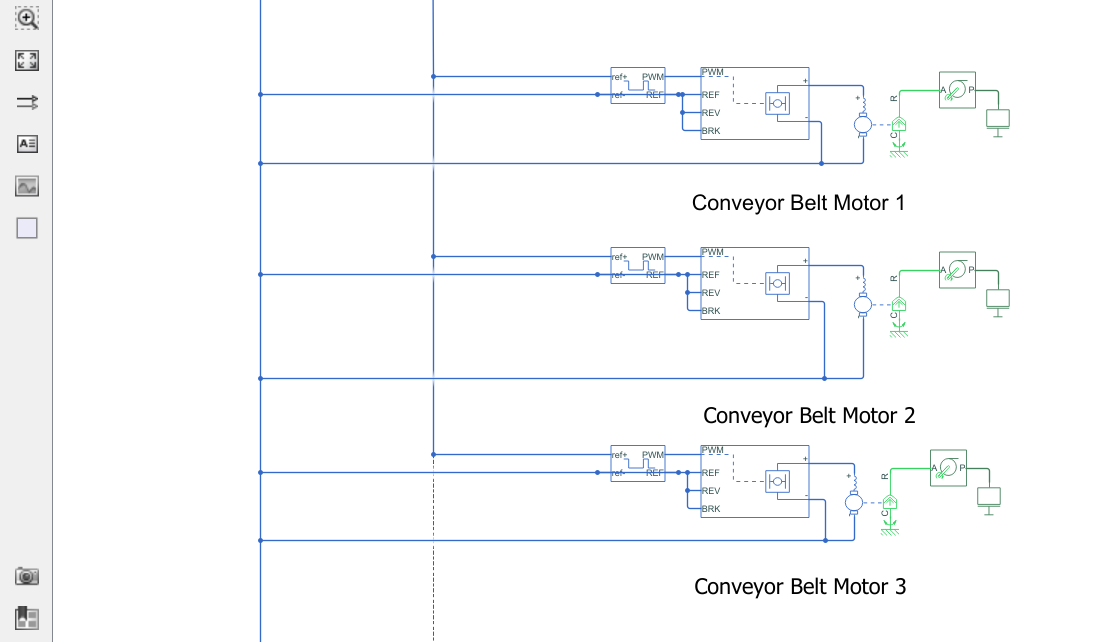 ref+ PWM PWM +
ref- REF REF
REV -
BRK
+ R A P
C
Conveyor Belt Motor 1
ref+ PWM PWM +
ref- REF REF
REV -
BRK
+ R A P
C
Conveyor Belt Motor 2
ref+ PWM PWM +
ref- REF REF
REV -
BRK
+ R A P
C
Conveyor Belt Motor 3
A